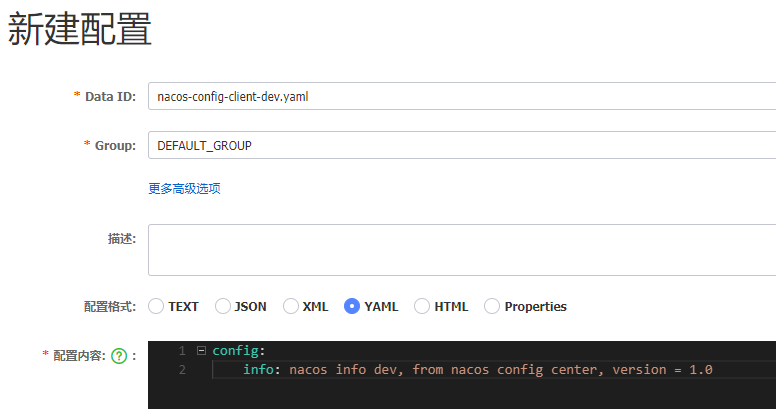 新建配置
* Data ID: nacos-config-client-dev.yaml
* Group: DEFAULT_GROUP
更多高级选项
描述:
配置格式: TEXT JSON XML YAML HTML Properties
* 配置内容: ? :
1 config:
2 info: nacos info dev, from nacos config center, version = 1.0